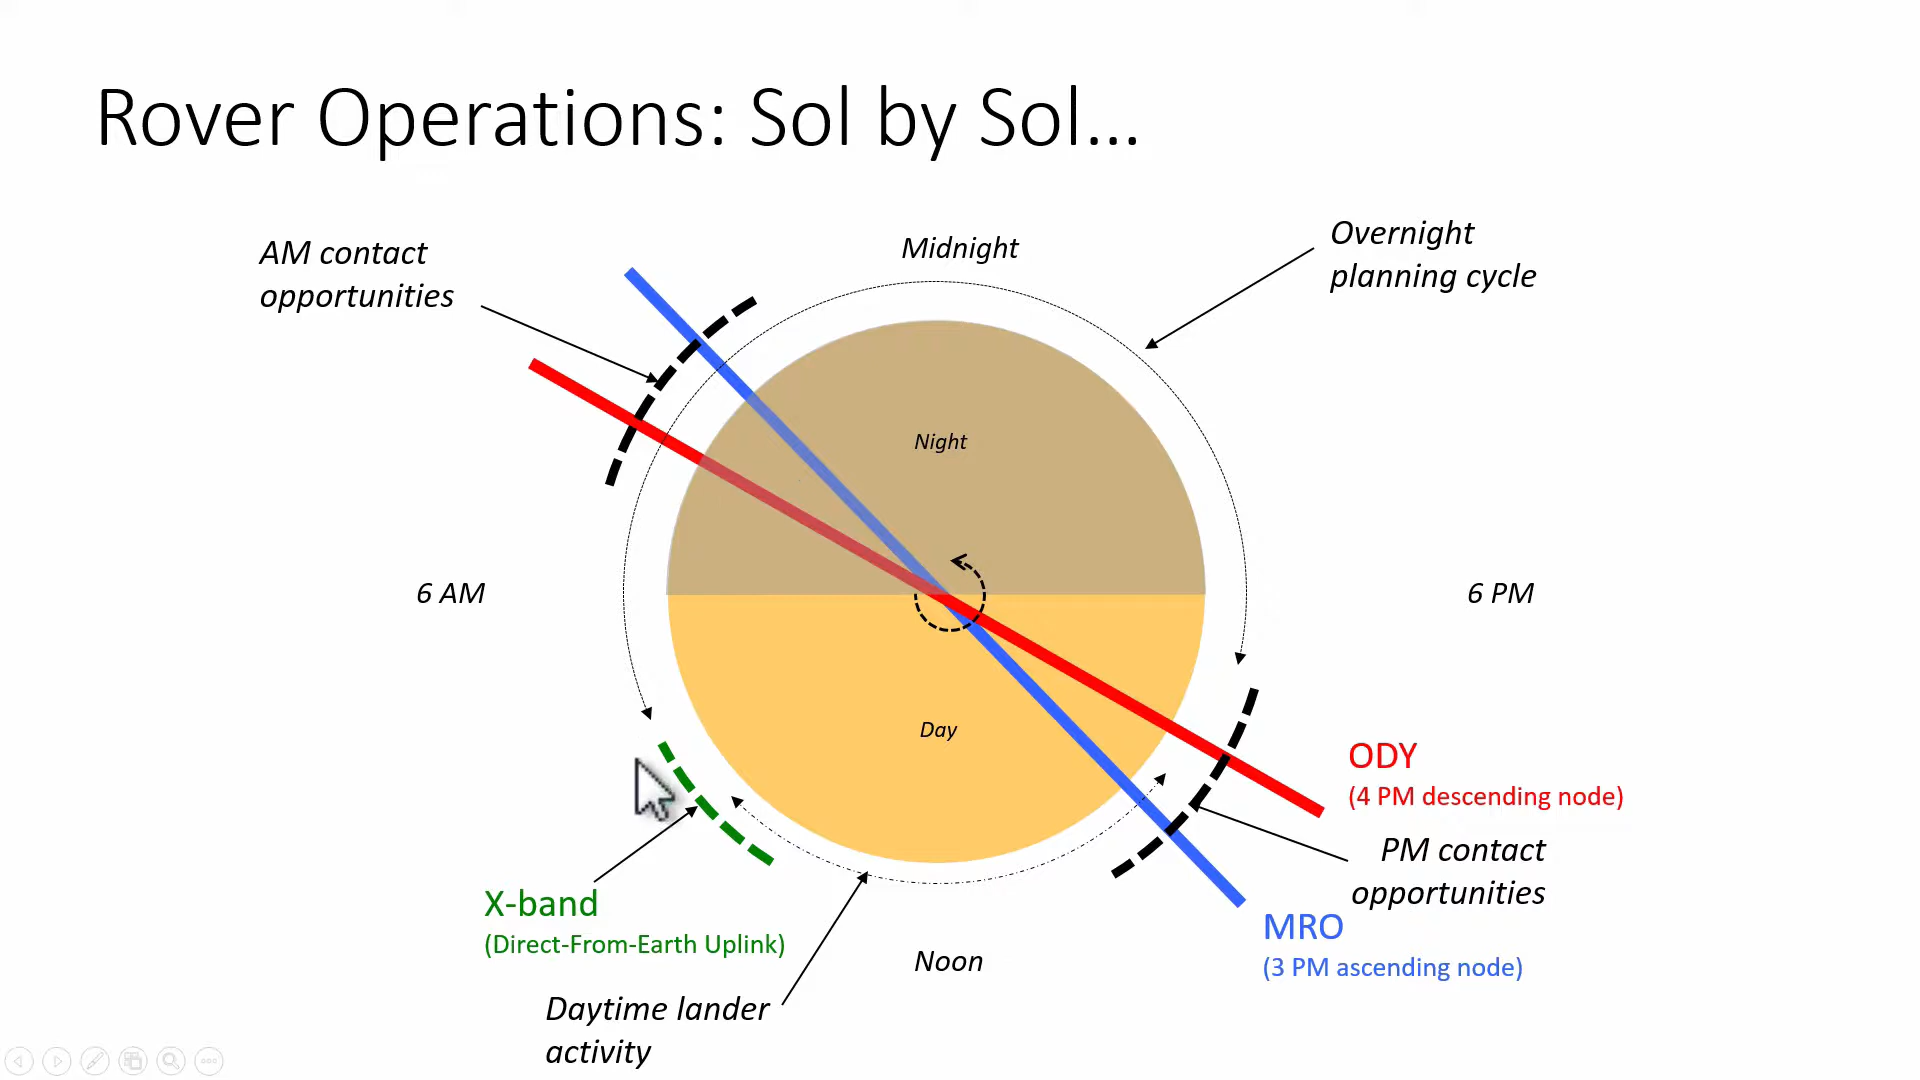 Rover Operations: Sol by Sol...
AM contact
opportunities
Midnight
Overnight
planning cycle
Night
6 AM
6 PM
Day
ODY
(4 PM descending node)
PM contact
opportunities
X-band
(Direct-From-Earth Uplink)
MRO
(3 PM ascending node)
Noon
Daytime lander
activity